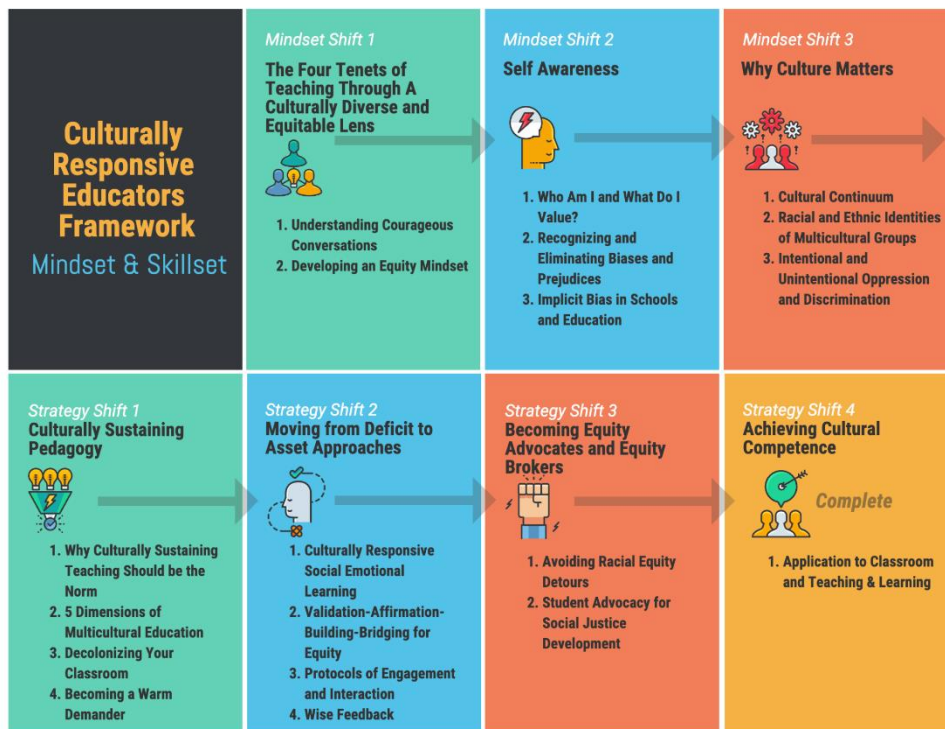 Culturally
Responsive
Educators
Framework
Mindset & Skillset
Mindset Shift 1
The Four Tenets of
Teaching Through A
Culturally Diverse and
Equitable Lens
1. Understanding Courageous
Conversations
2. Developing an Equity Mindset
Mindset Shift 2
Self Awareness
1. Who Am I and What Do I
Value?
2. Recognizing and
Eliminating Biases and
Prejudices
3. Implicit Bias in Schools
and Education
Mindset Shift 3
Why Culture Matters
1. Cultural Continuum
2. Racial and Ethnic Identities
of Multicultural Groups
3. Intentional and
Unintentional Oppression
and Discrimination
Strategy Shift 1
Culturally Sustaining
Pedagogy
1. Why Culturally Sustaining
Teaching Should be the
Norm
2. 5 Dimensions of
Multicultural Education
3. Decolonizing Your
Classroom
4. Becoming a Warm
Demander
Strategy Shift 2
Moving from Deficit to
Asset Approaches
1. Culturally Responsive
Social Emotional
Learning
2. Validation-Affirmation-
Building-Bridging for
Equity
3. Protocols of Engagement
and Interaction
4. Wise Feedback
Strategy Shift 3
Becoming Equity
Advocates and Equity
Brokers
1. Avoiding Racial Equity
Detours
2. Student Advocacy for
Social Justice
Development
Strategy Shift 4
Achieving Cultural
Competence
Complete
1. Application to Classroom
and Teaching & Learning